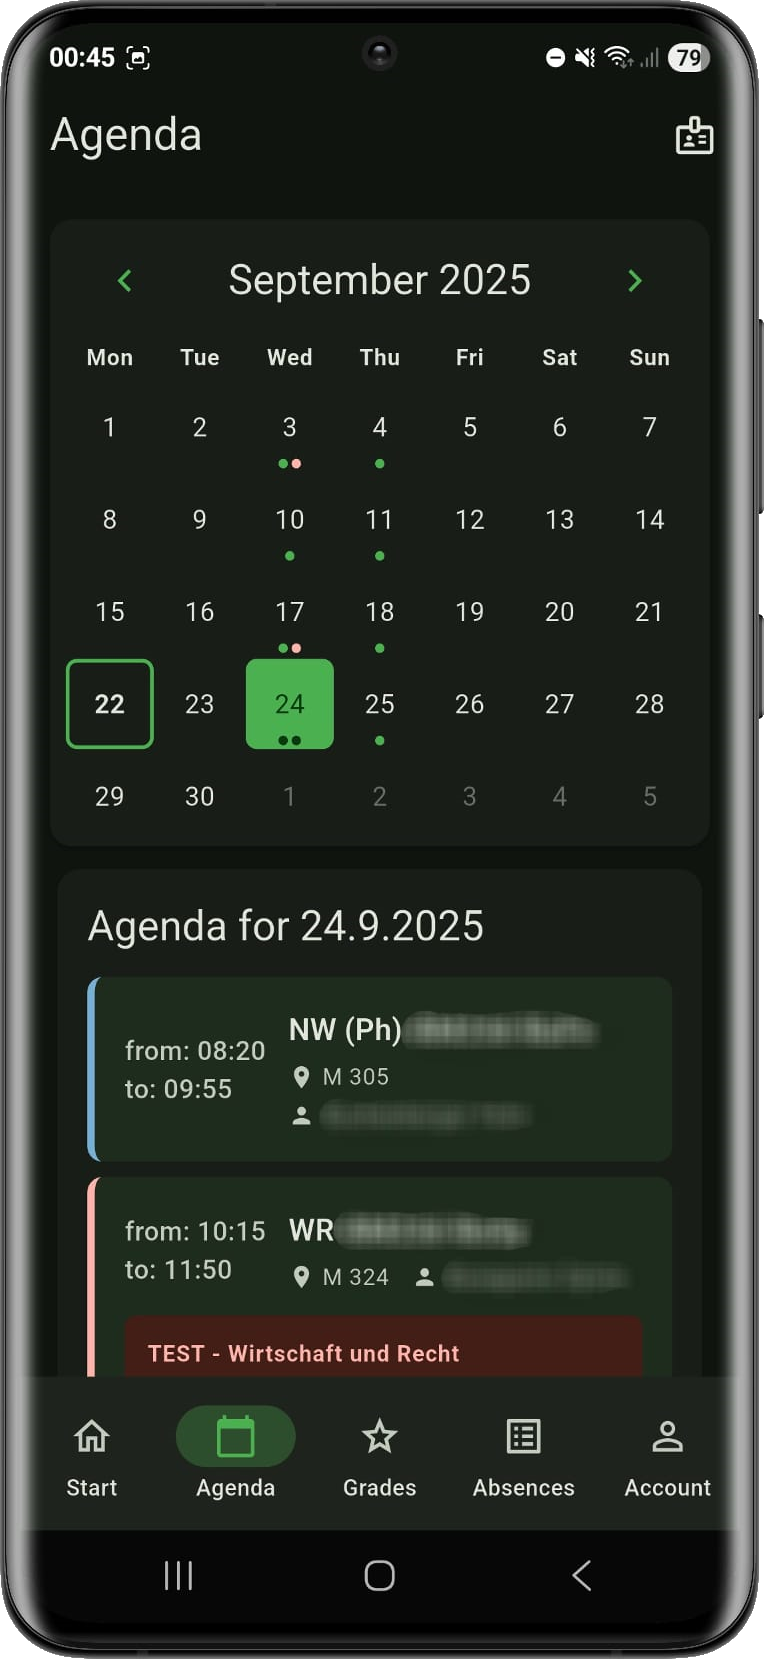 00:45
79
Agenda
September 2025
Mon Tue Wed Thu Fri Sat Sun
1 2 3 4 5 6 7
8 9 10 11 12 13 14
15 16 17 18 19 20 21
22 23 24 25 26 27 28
29 30 1 2 3 4 5
Agenda for 24.9.2025
from: 08:20
to: 09:55
NW (Ph)
M 305
from: 10:15
to: 11:50
WR
M 324
TEST - Wirtschaft und Recht
Start Agenda Grades Absences Account